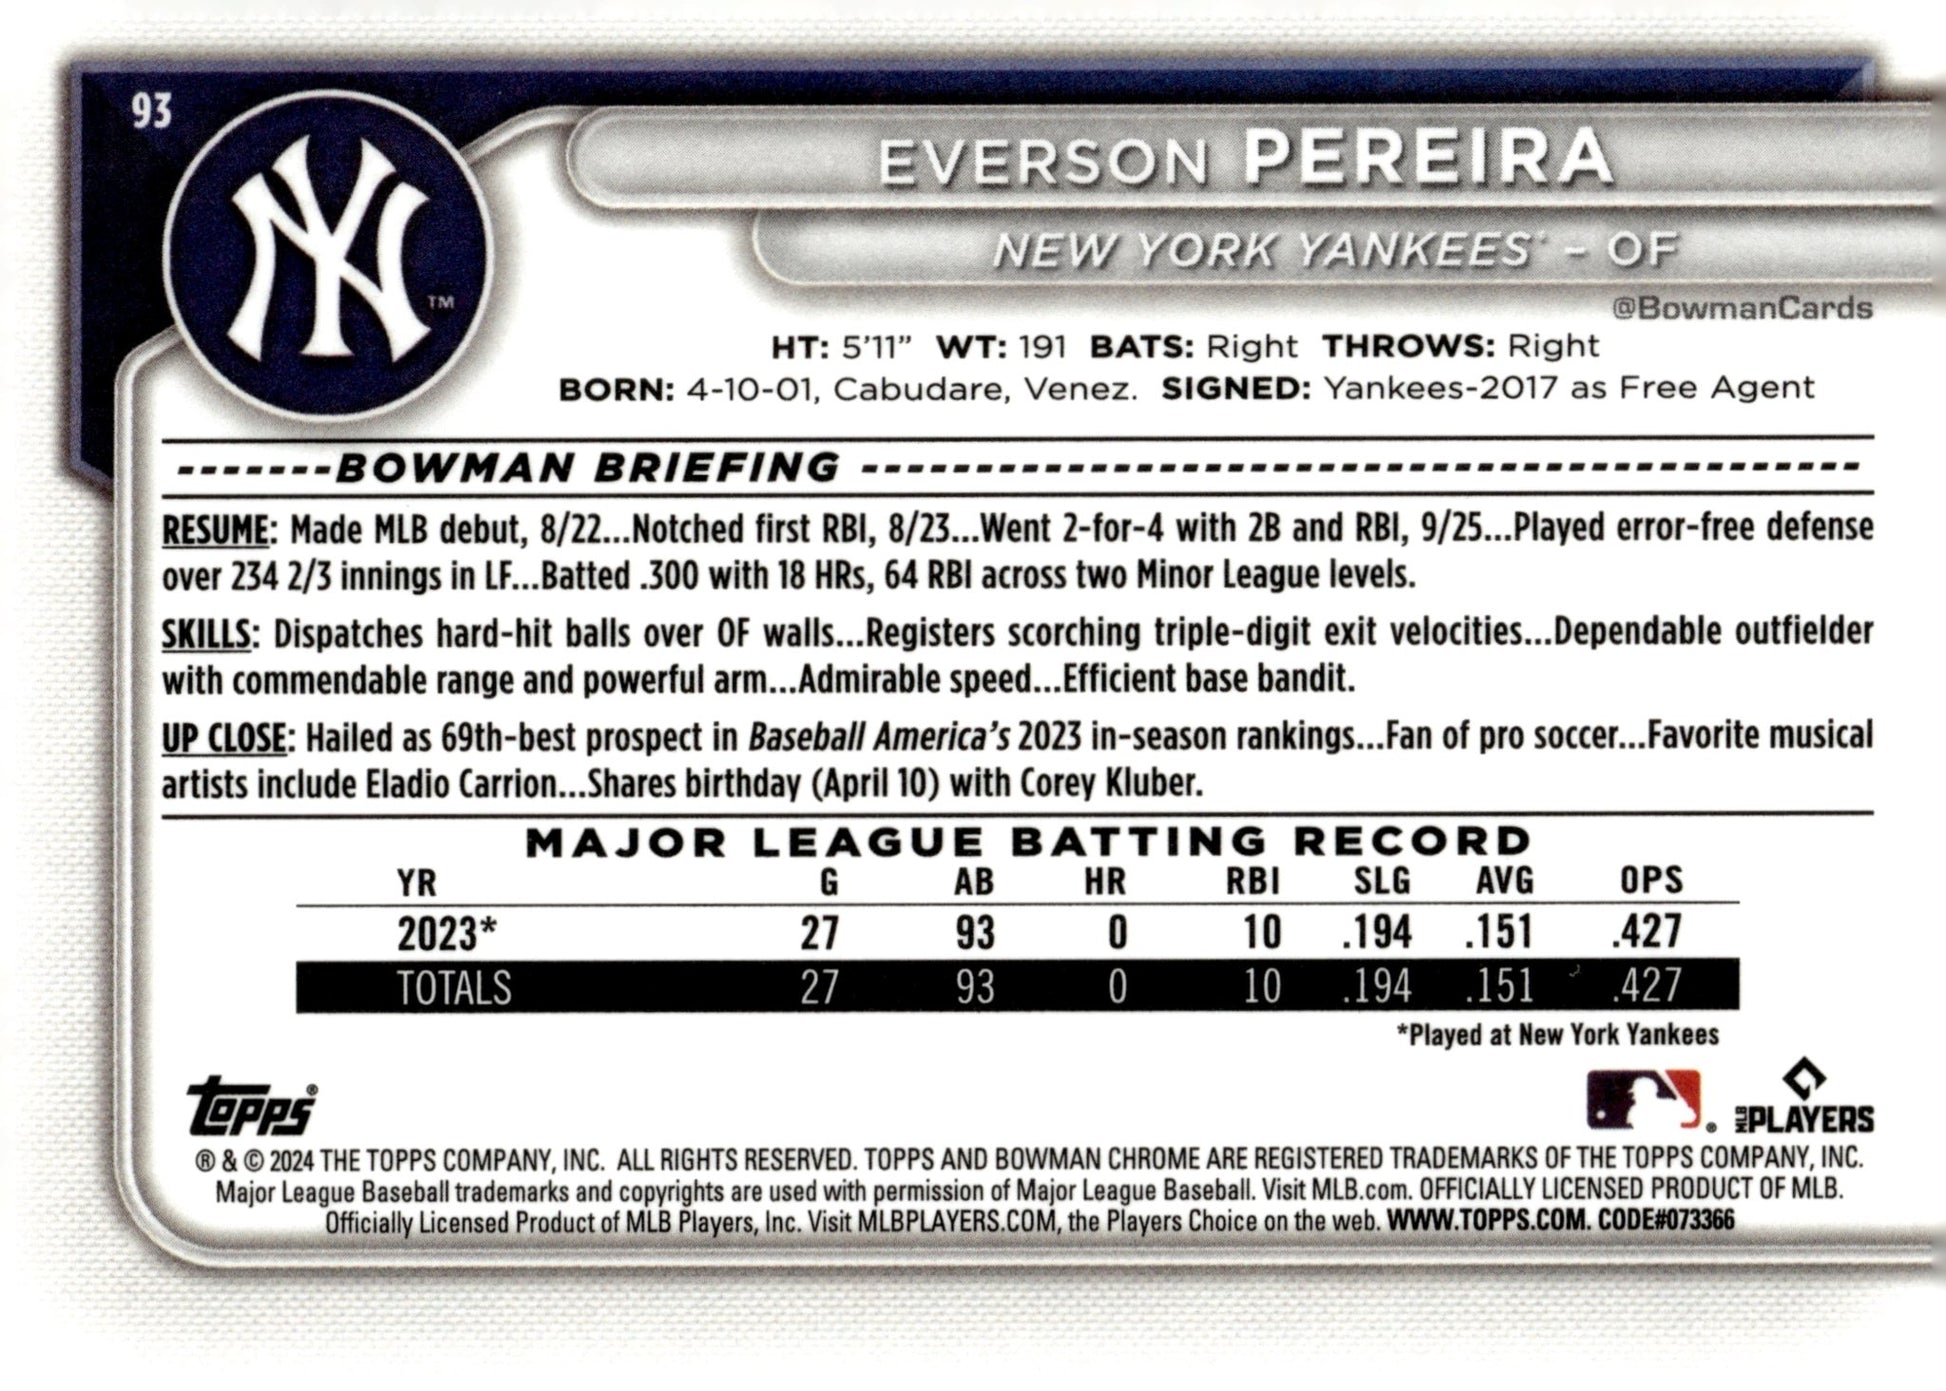 93
NY
™
EVERSON PEREIRA
NEW YORK YANKEES® – OF
@BowmanCards
HT: 5'11" WT: 191 BATS: Right THROWS: Right
BORN: 4-10-01, Cabudare, Venez. SIGNED: Yankees-2017 as Free Agent
-------BOWMAN BRIEFING --------------------------------------------
RESUME: Made MLB debut, 8/22...Notched first RBI, 8/23...Went 2-for-4 with 2B and RBI, 9/25...Played error-free defense
over 234 2/3 innings in LF...Batted .300 with 18 HRs, 64 RBI across two Minor League levels.
SKILLS: Dispatches hard-hit balls over OF walls...Registers scorching triple-digit exit velocities...Dependable outfielder
with commendable range and powerful arm...Admirable speed...Efficient base bandit.
UP CLOSE: Hailed as 69th-best prospect in Baseball America's 2023 in-season rankings...Fan of pro soccer...Favorite musical
artists include Eladio Carrion...Shares birthday (April 10) with Corey Kluber.
MAJOR LEAGUE BATTING RECORD
YR G AB HR RBI SLG AVG OPS
2023* 27 93 0 10 .194 .151 .427
TOTALS 27 93 0 10 .194 .151 .427
*Played at New York Yankees
topps®
® MLB PLAYERS
® & © 2024 THE TOPPS COMPANY, INC. ALL RIGHTS RESERVED. TOPPS AND BOWMAN CHROME ARE REGISTERED TRADEMARKS OF THE TOPPS COMPANY, INC.
Major League Baseball trademarks and copyrights are used with permission of Major League Baseball. Visit MLB.com. OFFICIALLY LICENSED PRODUCT OF MLB.
Officially Licensed Product of MLB Players, Inc. Visit MLBPLAYERS.COM, the Players Choice on the web. WWW.TOPPS.COM. CODE#073366